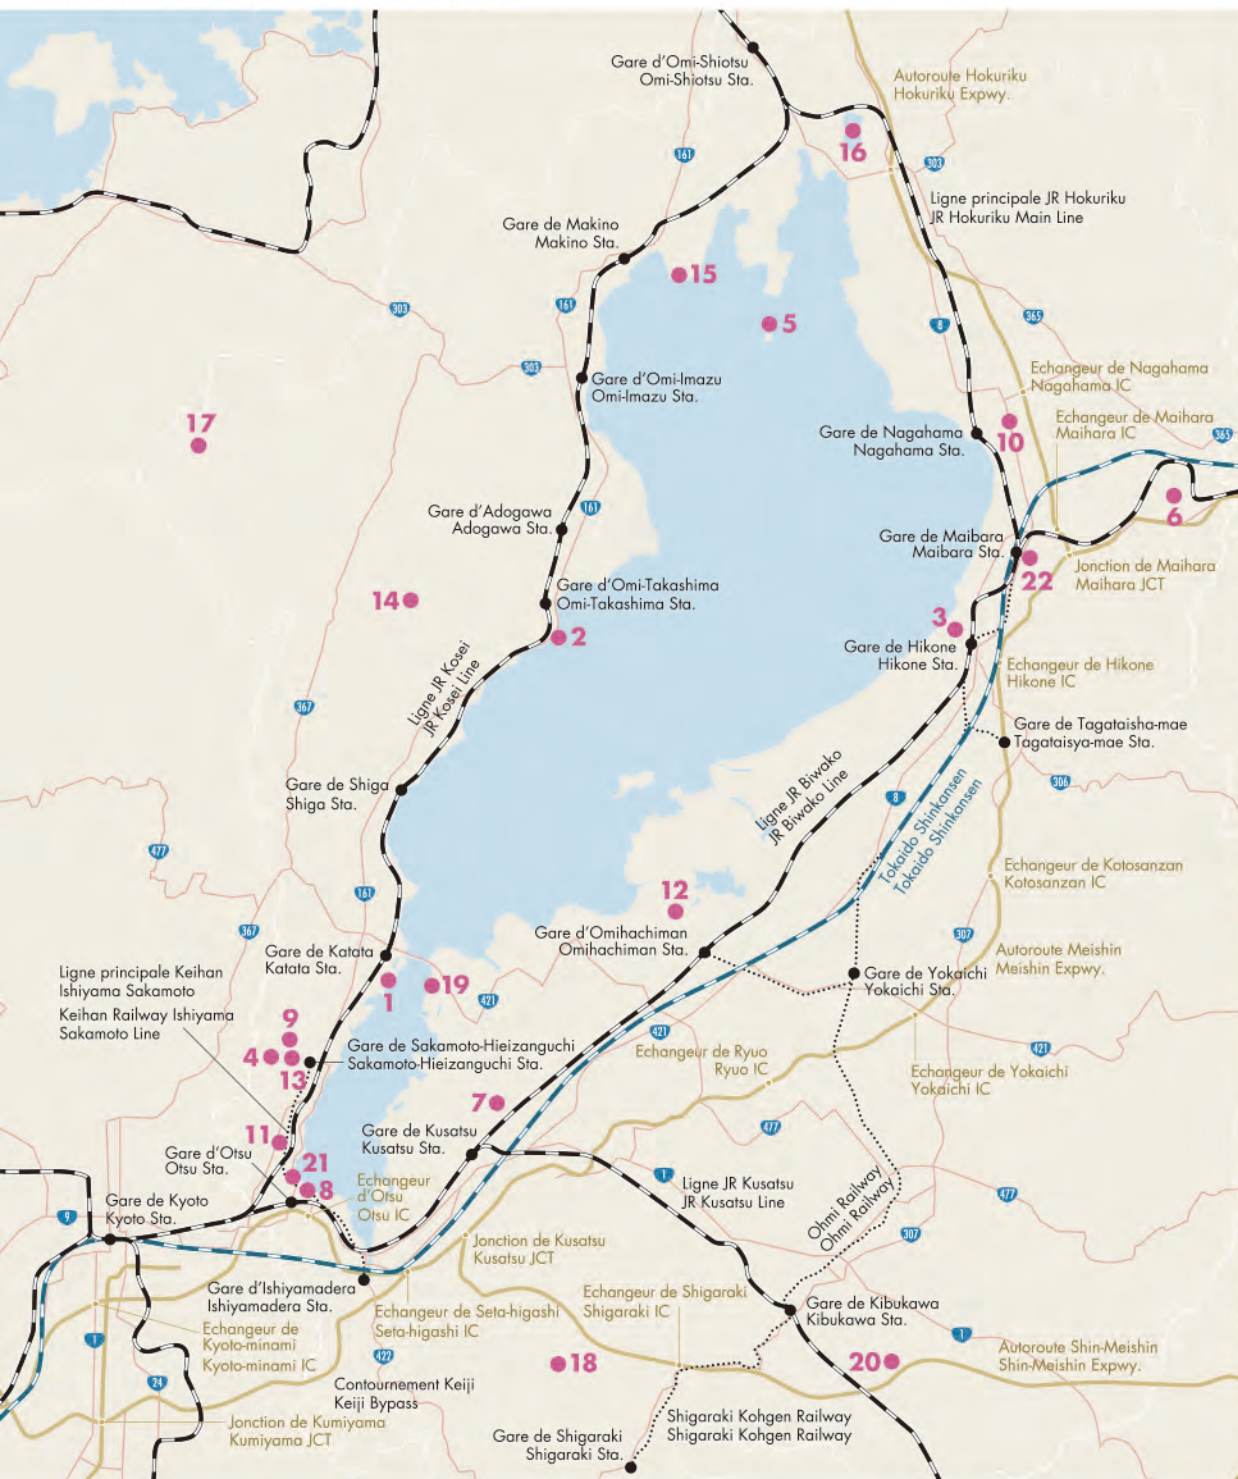 Gare d'Omi-Shiotsu
Omi-Shiotsu Sta.
Autoroute Hokuriku
Hokuriku Expwy.
16
161
303
Ligne principale JR Hokuriku
JR Hokuriku Main Line
Gare de Makino
Makino Sta.
15
5
303
161
8
365
303
Gare d'Omi-Imazu
Omi-Imazu Sta.
Echangeur de Nagahama
Nagahama IC
17
10
Echangeur de Maihara
Maihara IC
365
Gare de Nagahama
Nagahama Sta.
6
161
Gare d'Adogawa
Adogawa Sta.
Gare de Maibara
Maibara Sta.
22
Jonction de Maihara
Maihara JCT
14
Gare d'Omi-Takashima
Omi-Takashima Sta.
2
3
Gare de Hikone
Hikone Sta.
Echangeur de Hikone
Hikone IC
Ligne JR Kosei
JR Kosei Line
367
Gare de Tagataisha-mae
Tagataisya-mae Sta.
306
Gare de Shiga
Shiga Sta.
Ligne JR Biwako
JR Biwako Line
8
Tokaido Shinkansen
Tokaido Shinkansen
477
161
Echangeur de Kotosanzan
Kotosanzan IC
12
367
307
Gare d'Omihachiman
Omihachiman Sta.
Autoroute Meishin
Meishin Expwy.
Gare de Katata
Katata Sta.
Ligne principale Keihan
Ishiyama Sakamoto
Keihan Railway Ishiyama
Sakamoto Line
1
19
421
Gare de Yokaichi
Yokaichi Sta.
9
4
13
Gare de Sakamoto-Hieizanguchi
Sakamoto-Hieizanguchi Sta.
421
Echangeur de Ryuo
Ryuo IC
421
Echangeur de Yokaichi
Yokaichi IC
7
11
Gare de Kusatsu
Kusatsu Sta.
477
Gare d'Otsu
Otsu Sta.
21
8
Echangeur
d'Otsu
Otsu IC
1
Ligne JR Kusatsu
JR Kusatsu Line
Ohmi Railway
Ohmi Railway
477
307
Gare de Kyoto
Kyoto Sta.
9
Jonction de Kusatsu
Kusatsu JCT
Gare d'Ishiyamadera
Ishiyamadera Sta.
Echangeur de Seta-higashi
Seta-higashi IC
Echangeur de Shigaraki
Shigaraki IC
Gare de Kibukawa
Kibukawa Sta.
1
Echangeur de
Kyoto-minami
Kyoto-minami IC
1
422
18
20
Autoroute Shin-Meishin
Shin-Meishin Expwy.
24
Contournement Keiji
Keiji Bypass
Jonction de Kumiyama
Kumiyama JCT
Gare de Shigaraki
Shigaraki Sta.
Shigaraki Kohgen Railway
Shigaraki Kohgen Railway